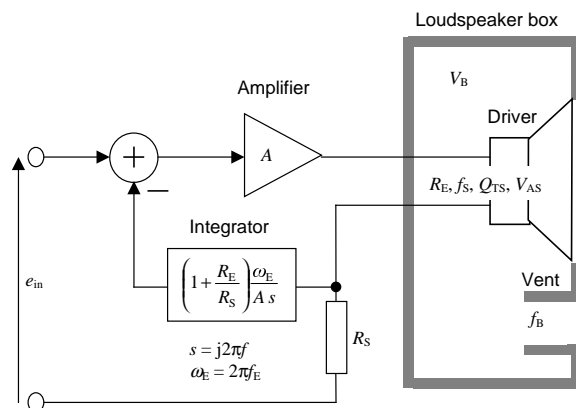 Loudspeaker box
V_B
Amplifier
Driver
+
A
−
R_E, f_S, Q_TS, V_AS
Integrator
e_in
(1 + R_E/R_S) ω_E/(A s)
Vent
f_B
R_S
s = j2πf
ω_E = 2πf_E